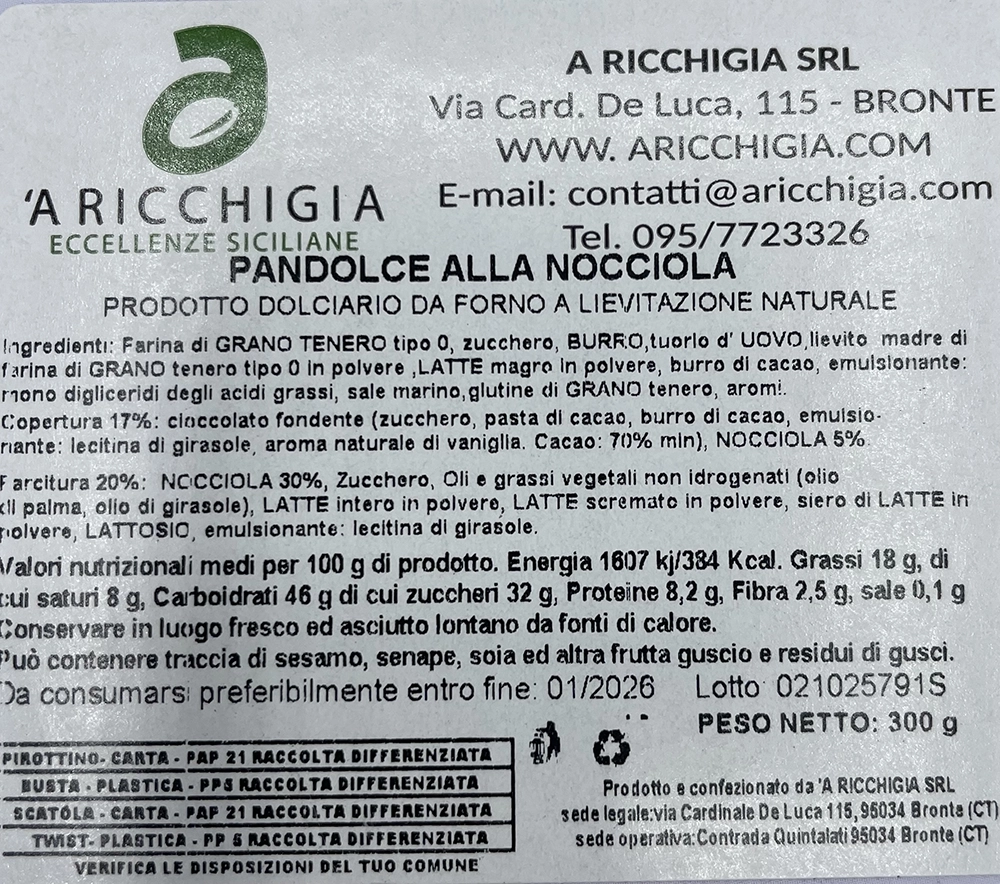 'A RICCHIGIA
ECCELLENZE SICILIANE
A RICCHIGIA SRL
Via Card. De Luca, 115 - BRONTE
WWW. ARICCHIGIA.COM
E-mail: contatti@aricchigia.com
Tel. 095/7723326
PANDOLCE ALLA NOCCIOLA
PRODOTTO DOLCIARIO DA FORNO A LIEVITAZIONE NATURALE
Ingredienti: Farina di GRANO TENERO tipo 0, zucchero, BURRO,tuorlo d' UOVO,lievito madre di
farina di GRANO tenero tipo 0 in polvere ,LATTE magro in polvere, burro di cacao, emulsionante:
mono digliceridi degli acidi grassi, sale marino,glutine di GRANO tenero, aromi.
Copertura 17%: cioccolato fondente (zucchero, pasta di cacao, burro di cacao, emulsio-
nante: lecitina di girasole, aroma naturale di vaniglia. Cacao: 70% min), NOCCIOLA 5%.
Farcitura 20%: NOCCIOLA 30%, Zucchero, Oli e grassi vegetali non idrogenati (olio
di palma, olio di girasole), LATTE intero in polvere, LATTE scremato in polvere, siero di LATTE in
polvere, LATTOSIO, emulsionante: lecitina di girasole.
Valori nutrizionali medi per 100 g di prodotto. Energia 1607 kj/384 Kcal. Grassi 18 g, di
cui saturi 8 g, Carboidrati 46 g di cui zuccheri 32 g, Proteine 8,2 g, Fibra 2,5 g, sale 0,1 g
Conservare in luogo fresco ed asciutto lontano da fonti di calore.
Può contenere traccia di sesamo, senape, soia ed altra frutta guscio e residui di gusci.
Da consumarsi preferibilmente entro fine: 01/2026 Lotto 021025791S
PESO NETTO: 300 g
PIROTTINO- CARTA - PAP 21 RACCOLTA DIFFERENZIATA
BUSTA - PLASTICA - PP5 RACCOLTA DIFFERENZIATA
SCATOLA - CARTA - PAP 21 RACCOLTA DIFFERENZIATA
TWIST- PLASTICA - PP 5 RACCOLTA DIFFERENZIATA
VERIFICA LE DISPOSIZIONI DEL TUO COMUNE
Prodotto e confezionato da 'A RICCHIGIA SRL
sede legale:via Cardinale De Luca 115, 95034 Bronte (CT)
sede operativa:Contrada Quintalati 95034 Bronte (CT)